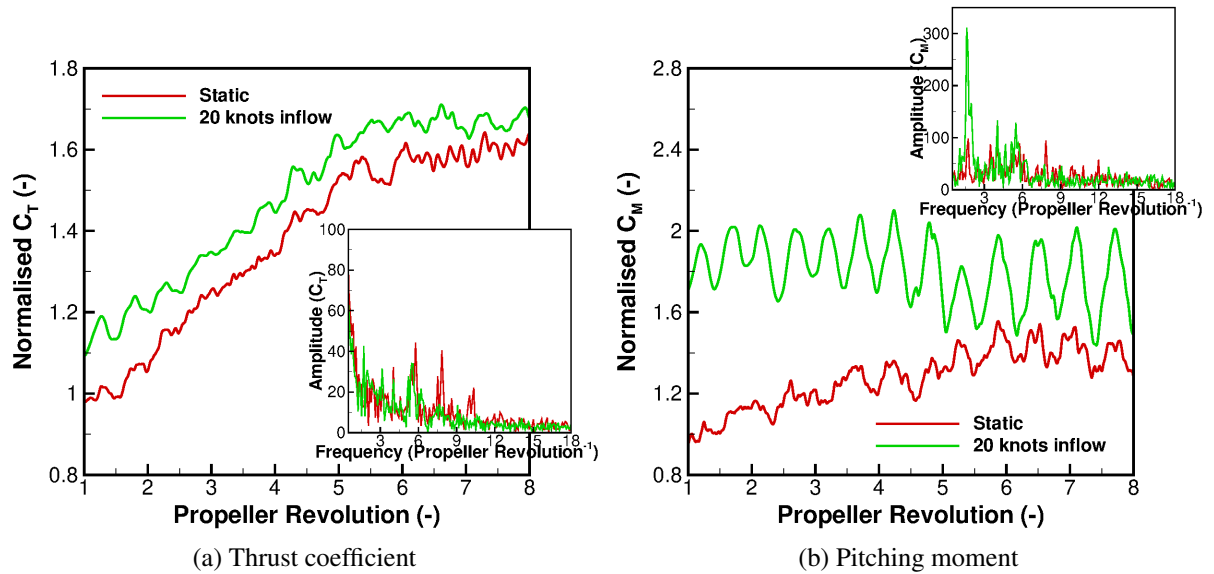 1.8
1.6
1.4
1.2
1
0.8
Normalised C_T (-)
Static
20 knots inflow
1 2 3 4 5 6 7 8
Propeller Revolution (-)
100
80
60
40
20
0
Amplitude (C_T)
3 6 9 12 15 18
Frequency (Propeller Revolution⁻¹)
(a) Thrust coefficient
2.8
2.4
2
1.6
1.2
0.8
Normalised C_M (-)
300
200
100
0
Amplitude (C_M)
3 6 9 12 15 18
Frequency (Propeller Revolution⁻¹)
Static
20 knots inflow
1 2 3 4 5 6 7 8
Propeller Revolution (-)
(b) Pitching moment